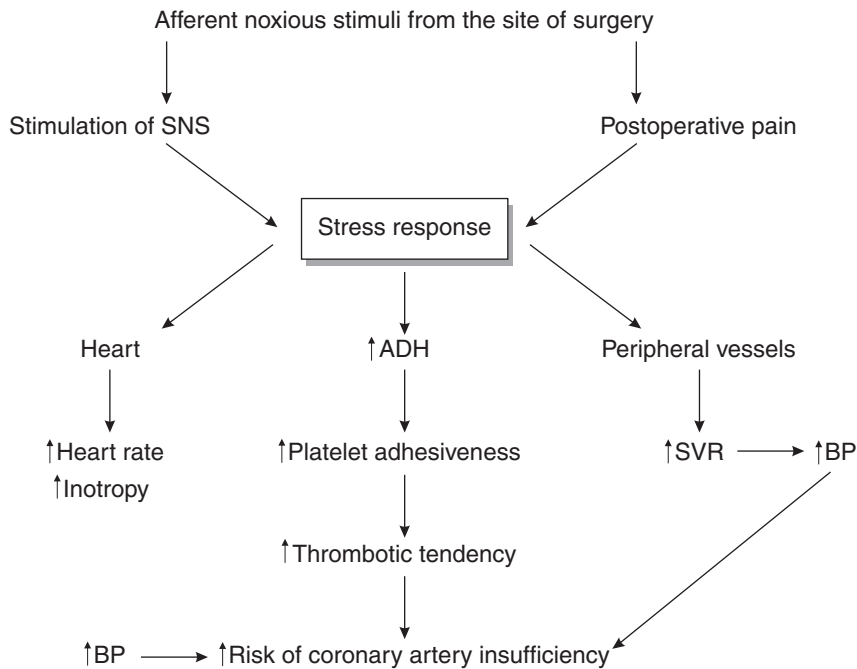 Afferent noxious stimuli from the site of surgery
Stimulation of SNS
Postoperative pain
Stress response
Heart
↑ADH
Peripheral vessels
↑Heart rate
↑Inotropy
↑Platelet adhesiveness
↑SVR
↑BP
↑Thrombotic tendency
↑BP
↑Risk of coronary artery insufficiency